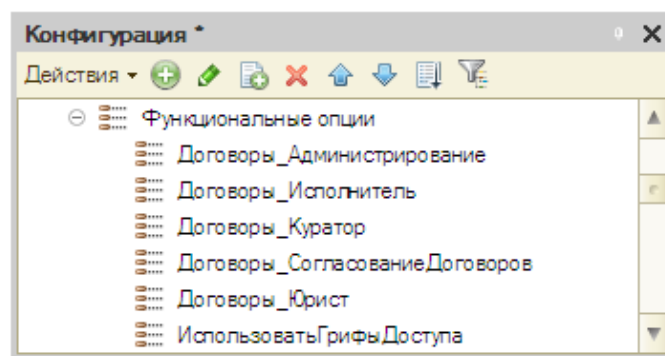 Конфигурация *
Действия
Функциональные опции
Договоры_Администрирование
Договоры_Исполнитель
Договоры_Куратор
Договоры_СогласованиеДоговоров
Договоры_Юрист
ИспользоватьГрифыДоступа